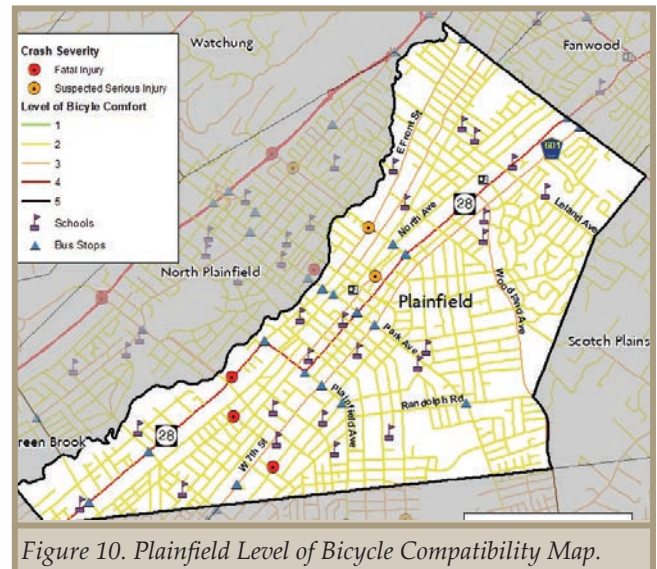 Watchung
Fanwood
Crash Severity
Fatal Injury
Suspected Serious Injury
Level of Bicyle Comfort
1
2
3
4
5
Schools
Bus Stops
E Front St
601
28
North Ave
Leland Ave
North Plainfield
Plainfield
Woodland Ave
Scotch Plains
Park Ave
Plainfield Ave
Randolph Rd
reen Brook
28
W 7th St
Figure 10. Plainfield Level of Bicycle Compatibility Map.